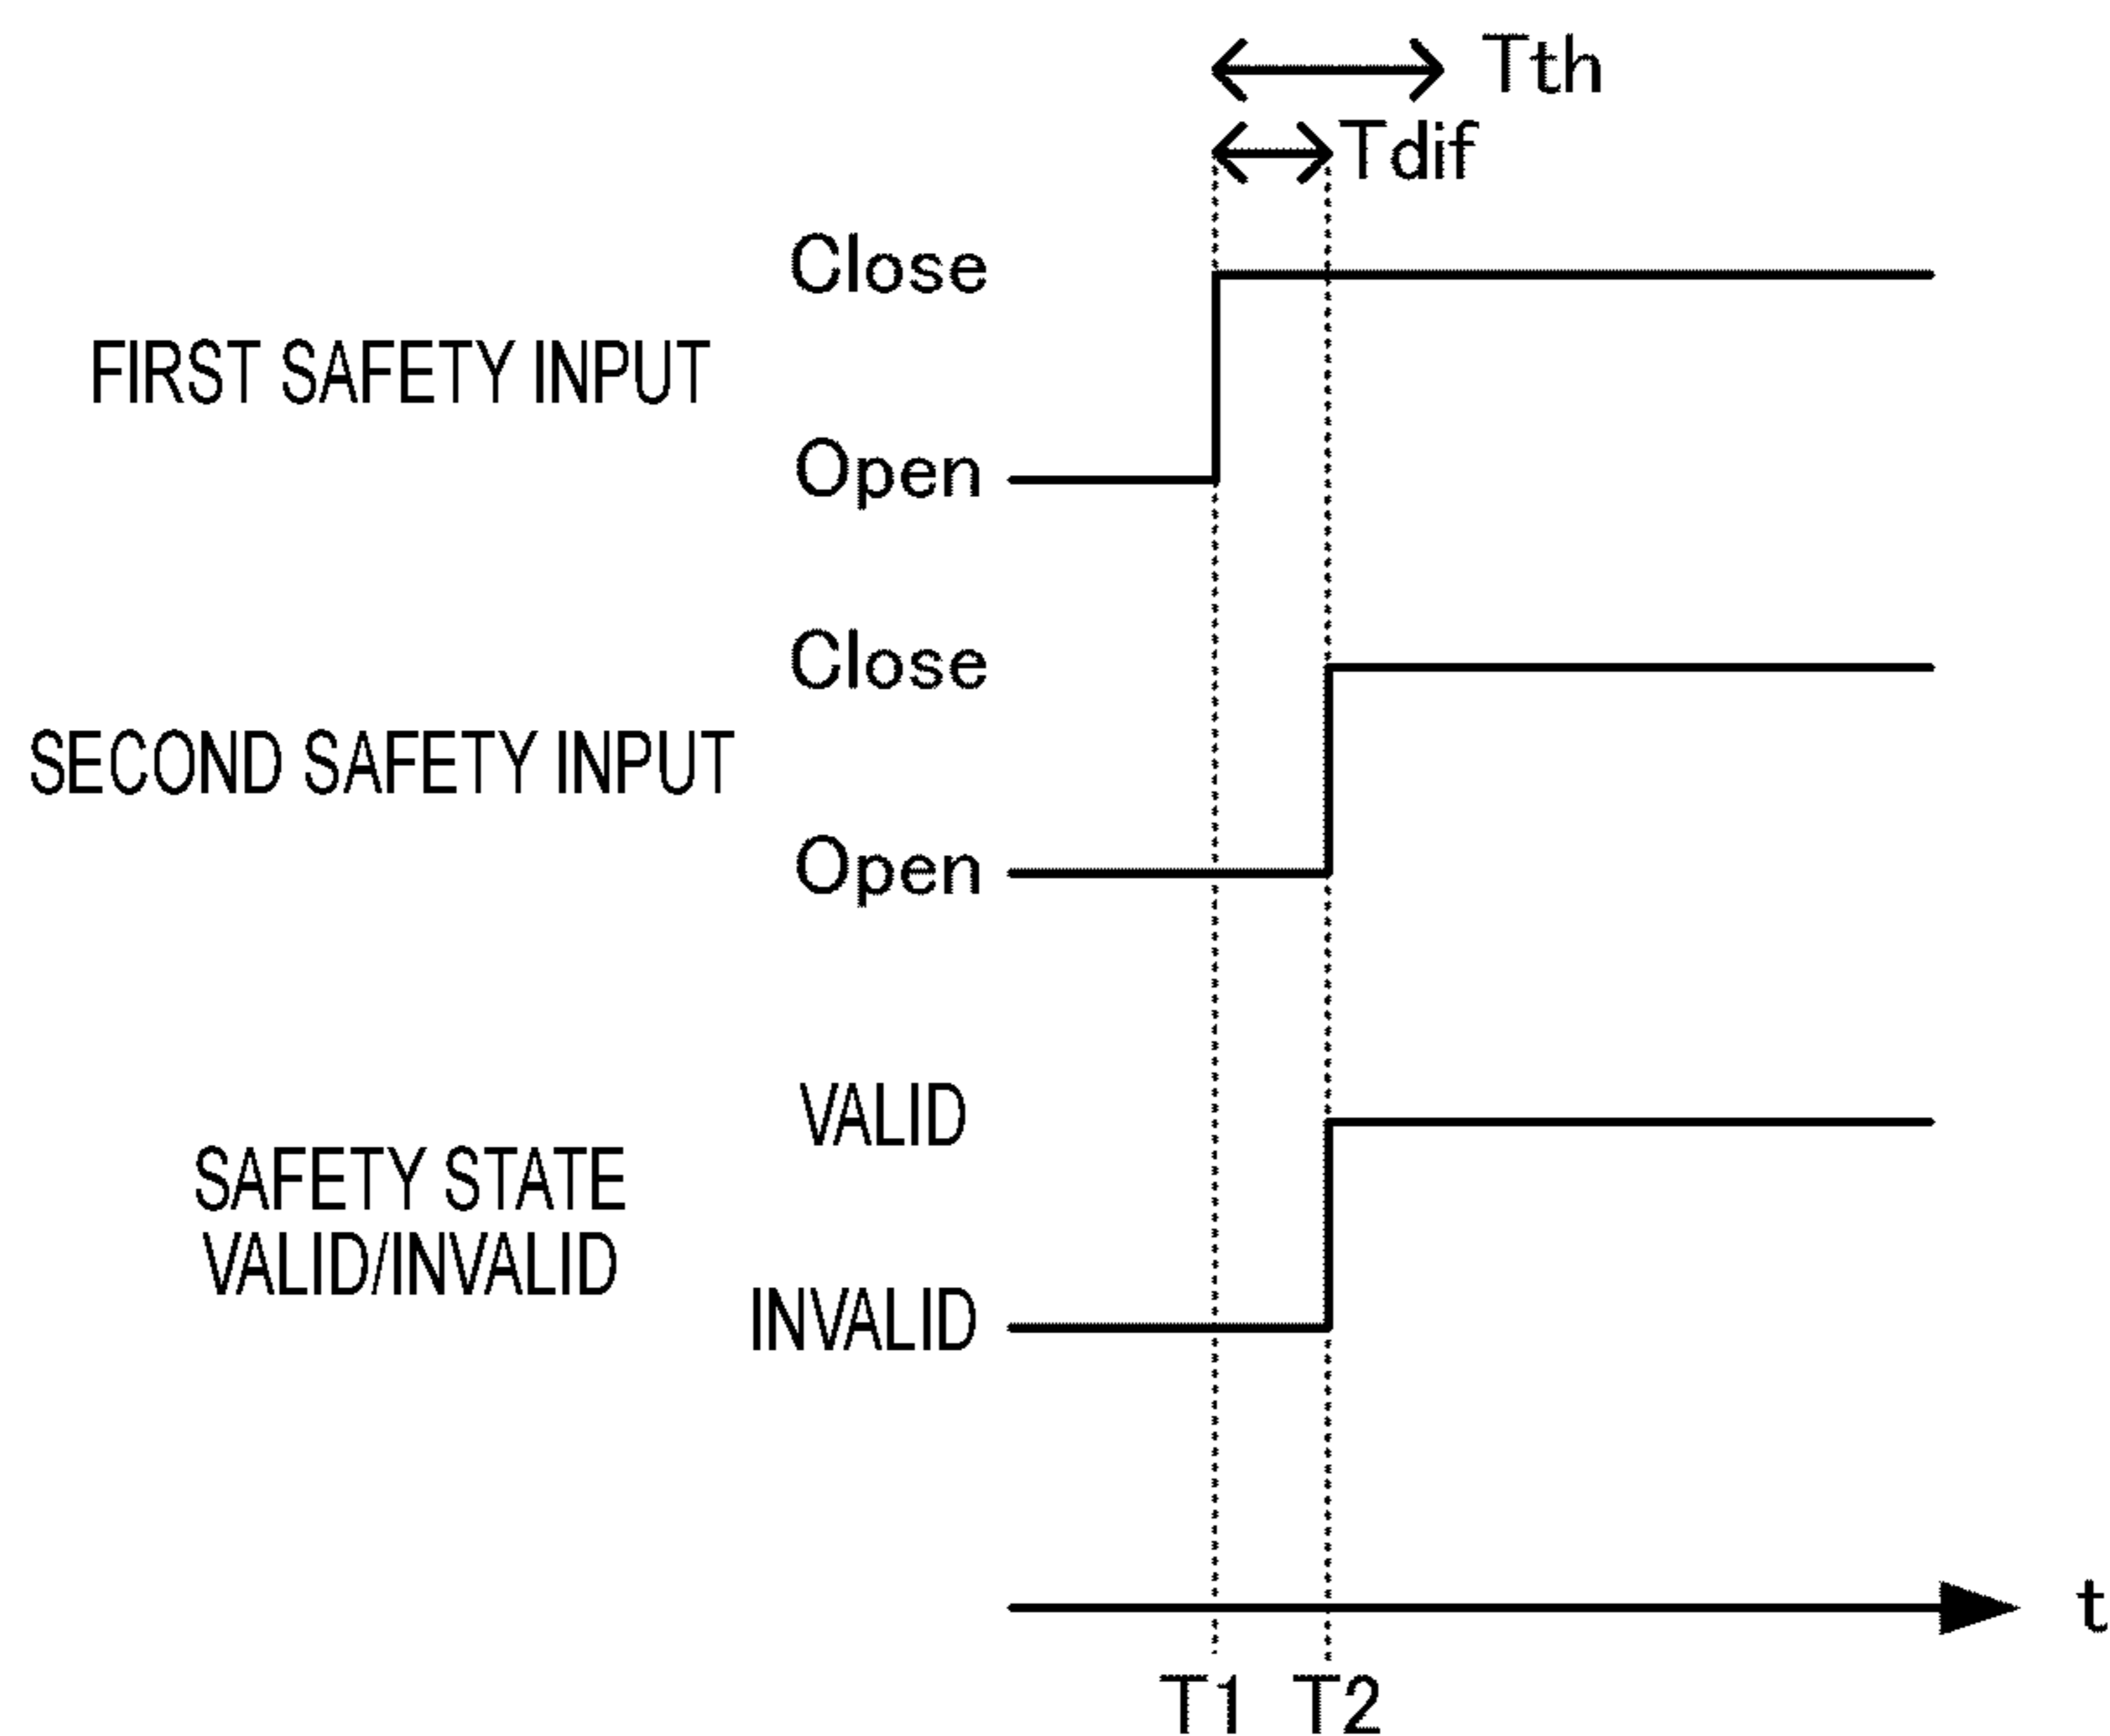 Tth
Tdif
Close
FIRST SAFETY INPUT
Open
Close
SECOND SAFETY INPUT
Open
VALID
SAFETY STATE
VALID/INVALID
INVALID
t
T1 T2